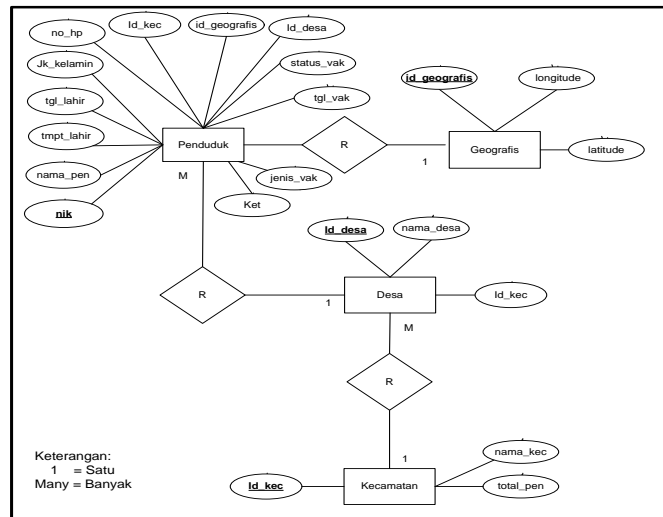 no_hp
Id_kec
id_geografis
Id_desa
Jk_kelamin
status_vak
tgl_vak
tgl_lahir
tmpt_lahir
nama_pen
nik
Penduduk
M
jenis_vak
Ket
R
1
id_geografis
longitude
Geografis
latitude
Id_desa
nama_desa
R
1
Desa
M
Id_kec
R
1
nama_kec
Id_kec
Kecamatan
total_pen
Keterangan:
1 = Satu
Many = Banyak